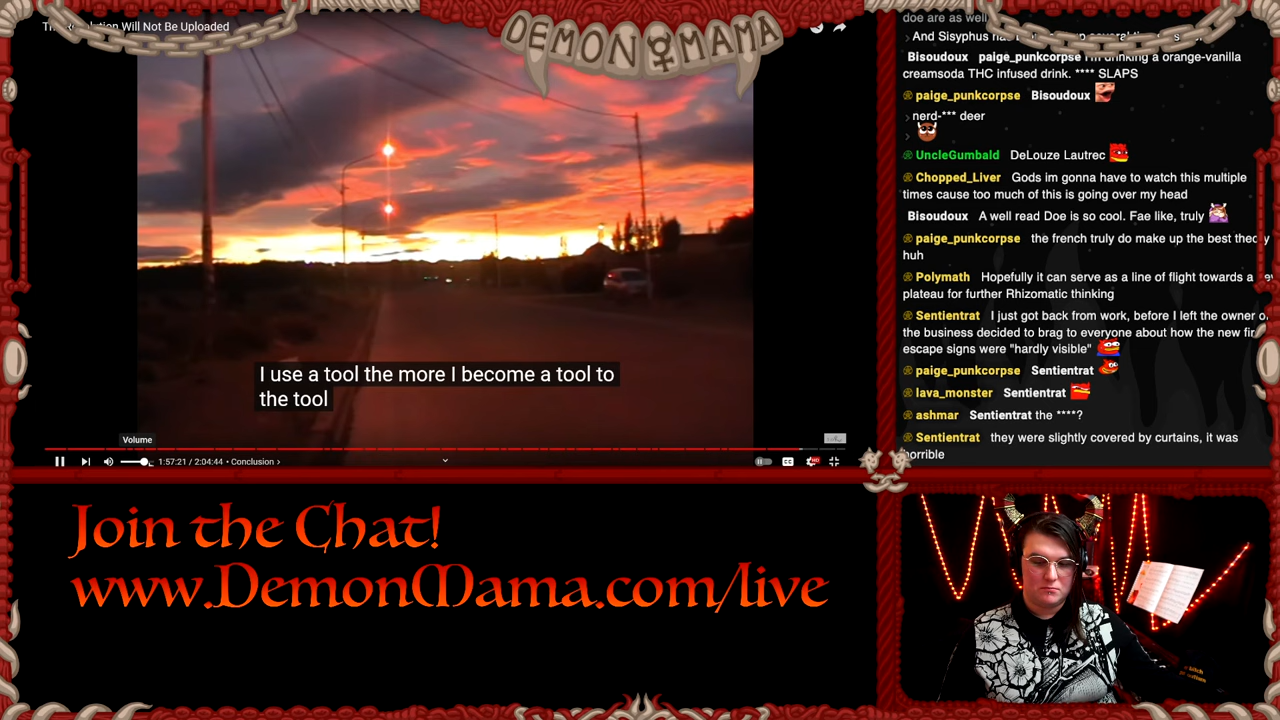 Will Not Be Uploaded
DEMON MAMA
I use a tool the more I become a tool to
the tool
Volume
1:57:21 / 2:04:44 • Conclusion
CC
HD
doe are as well
And Sisyphus
Bisoudoux paige_punkcorpse I'm drinking a orange-vanilla
creamsoda THC infused drink. **** SLAPS
paige_punkcorpse Bisoudoux
nerd-*** deer
UncleGumbald DeLouze Lautrec
Chopped_Liver Gods im gonna have to watch this multiple
times cause too much of this is going over my head
Bisoudoux A well read Doe is so cool. Fae like, truly
paige_punkcorpse the french truly do make up the best theory
huh
Polymath Hopefully it can serve as a line of flight towards a
plateau for further Rhizomatic thinking
Sentientrat I just got back from work, before I left the owner
the business decided to brag to everyone about how the new
escape signs were "hardly visible"
paige_punkcorpse Sentientrat
lava_monster Sentientrat
ashmar Sentientrat the ****?
Sentientrat they were slightly covered by curtains, it was
horrible
Join the Chat!
www.DemonMama.com/live